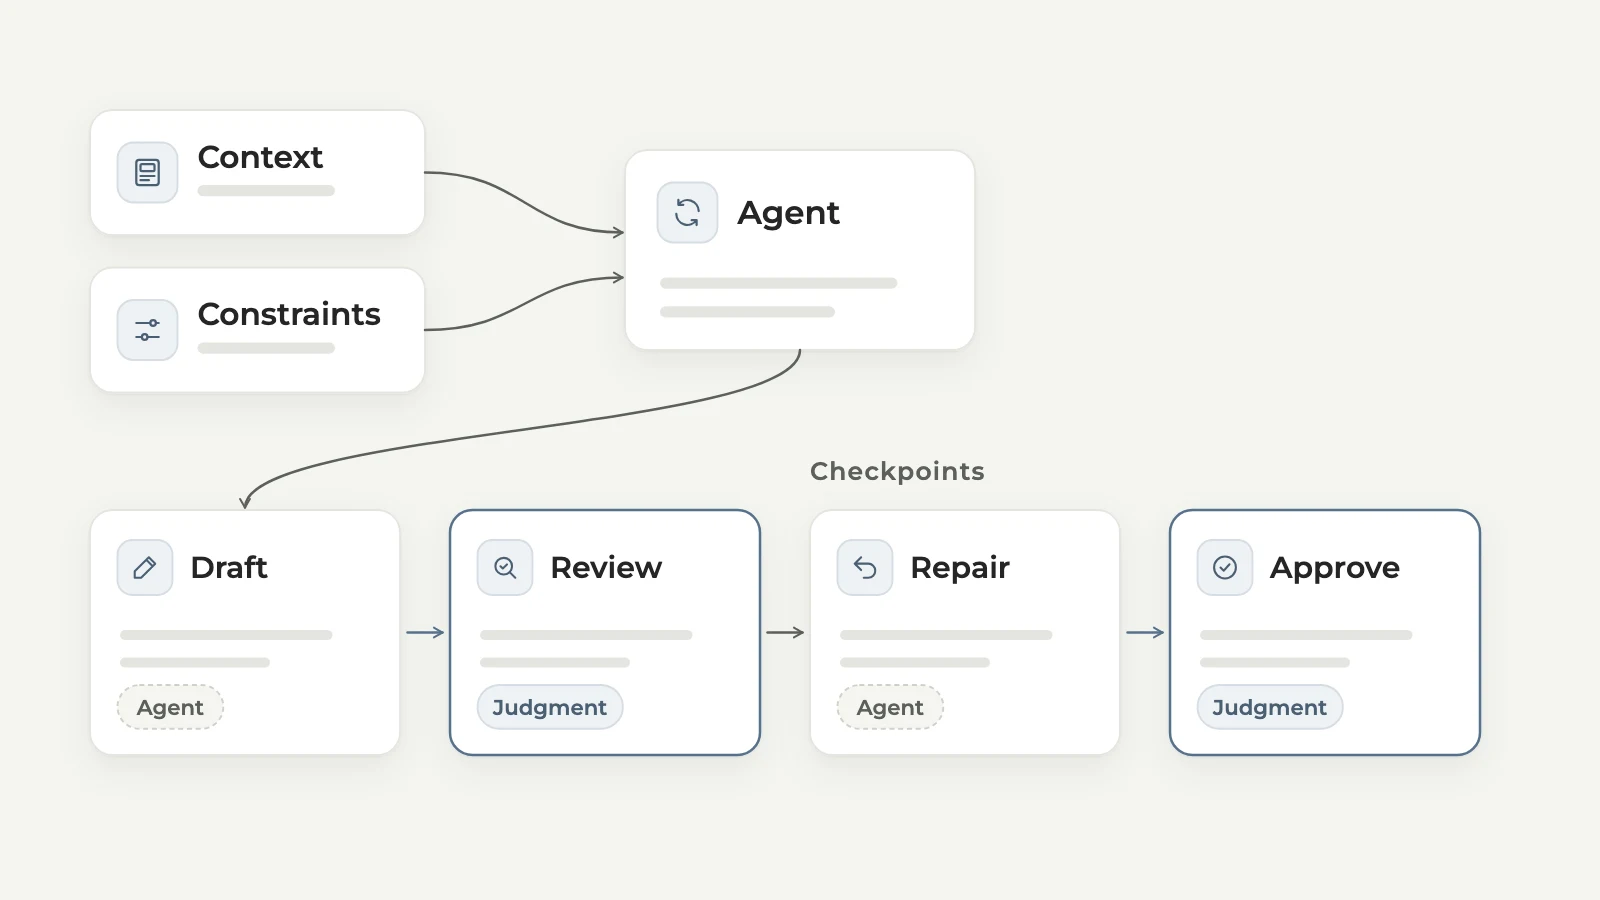 Context
Constraints
Agent
Checkpoints
Draft
Agent
Review
Judgment
Repair
Agent
Approve
Judgment